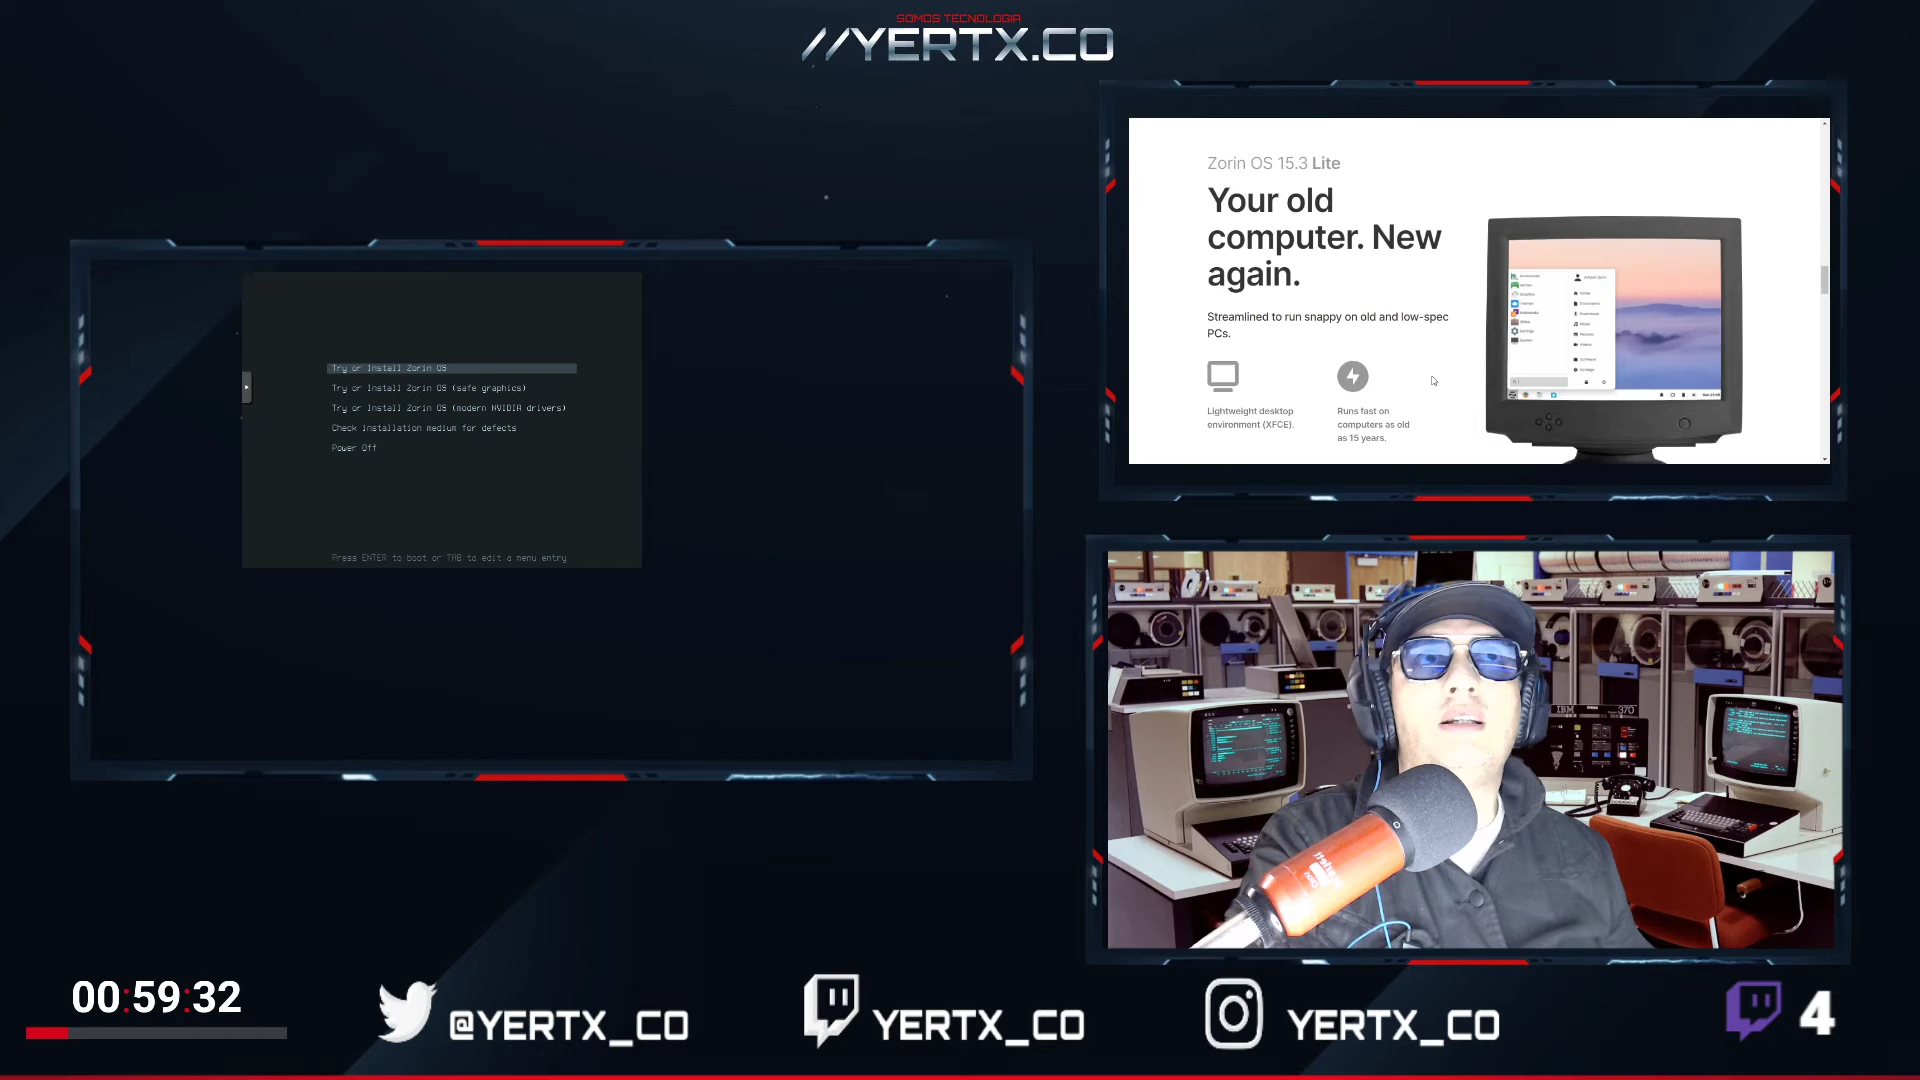 SOMOS TECNOLOGIA
//YERTX.CO
Zorin OS 15.3 Lite
Your old
computer. New
again.
Streamlined to run snappy on old and low-spec
PCs.
Lightweight desktop
environment (XFCE).
Runs fast on
computers as old
as 15 years.
Try or Install Zorin OS
Try or Install Zorin OS (safe graphics)
Try or Install Zorin OS (modern NVIDIA drivers)
Check installation medium for defects
Power Off
Press ENTER to boot or TAB to edit a menu entry
IBM
370
00:59:32
@YERTX_CO
YERTX_CO
YERTX_CO
4